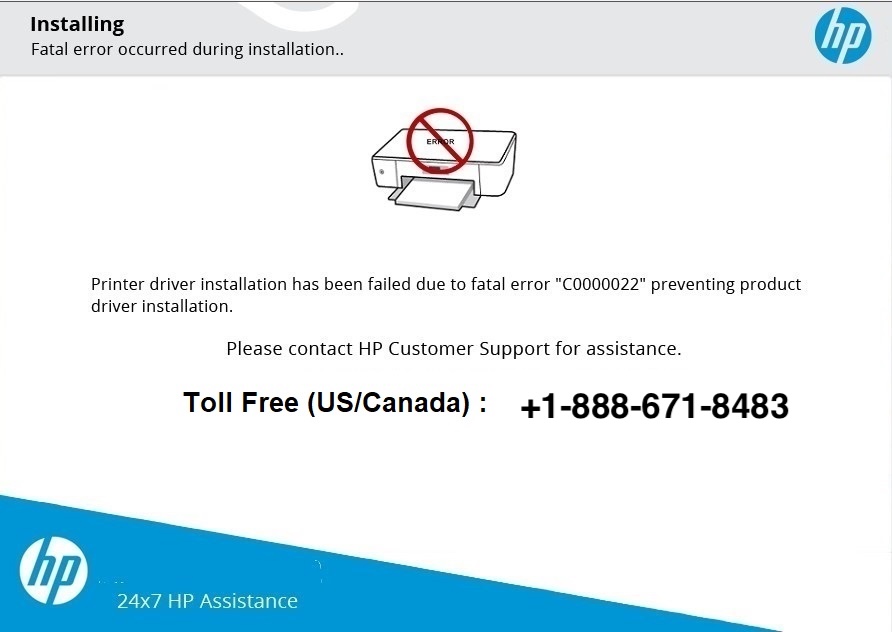 Installing
Fatal error occurred during installation..
hp
ERROR
Printer driver installation has been failed due to fatal error "C0000022" preventing product
driver installation.
Please contact HP Customer Support for assistance.
Toll Free (US/Canada) : +1-888-671-8483
hp
24x7 HP Assistance